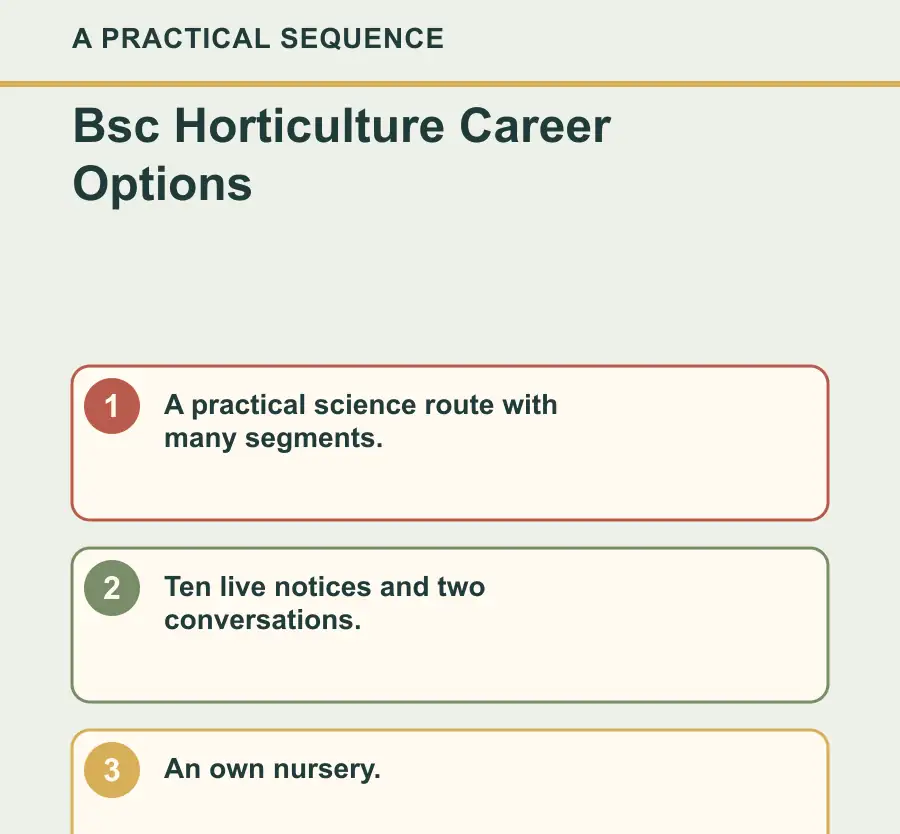 A PRACTICAL SEQUENCE
Bsc Horticulture Career
Options
1
A practical science route with
many segments.
2
Ten live notices and two
conversations.
3
An own nursery.